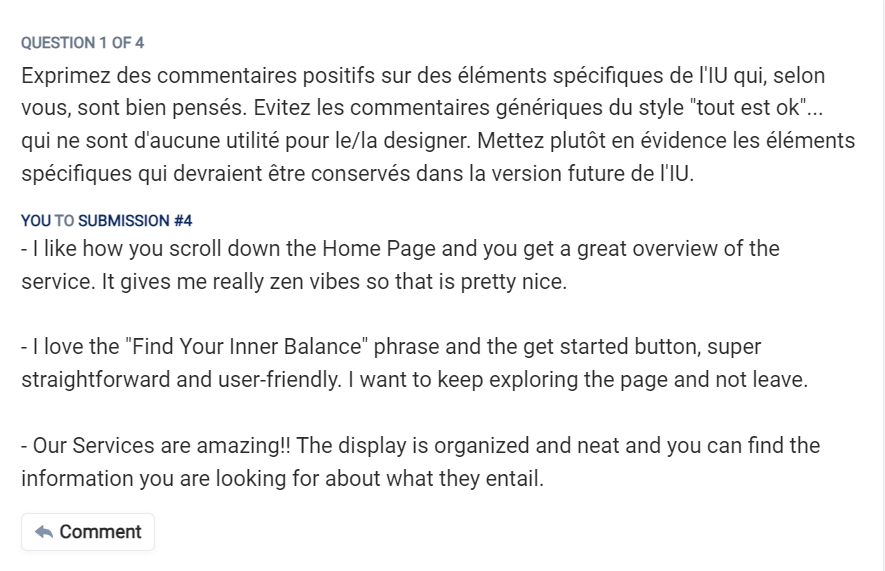 QUESTION 1 OF 4
Exprimez des commentaires positifs sur des éléments spécifiques de l'IU qui, selon
vous, sont bien pensés. Evitez les commentaires génériques du style "tout est ok"...
qui ne sont d'aucune utilité pour le/la designer. Mettez plutôt en évidence les éléments
spécifiques qui devraient être conservés dans la version future de l'IU.
YOU TO SUBMISSION #4
- I like how you scroll down the Home Page and you get a great overview of the
service. It gives me really zen vibes so that is pretty nice.
- I love the "Find Your Inner Balance" phrase and the get started button, super
straightforward and user-friendly. I want to keep exploring the page and not leave.
- Our Services are amazing!! The display is organized and neat and you can find the
information you are looking for about what they entail.
Comment